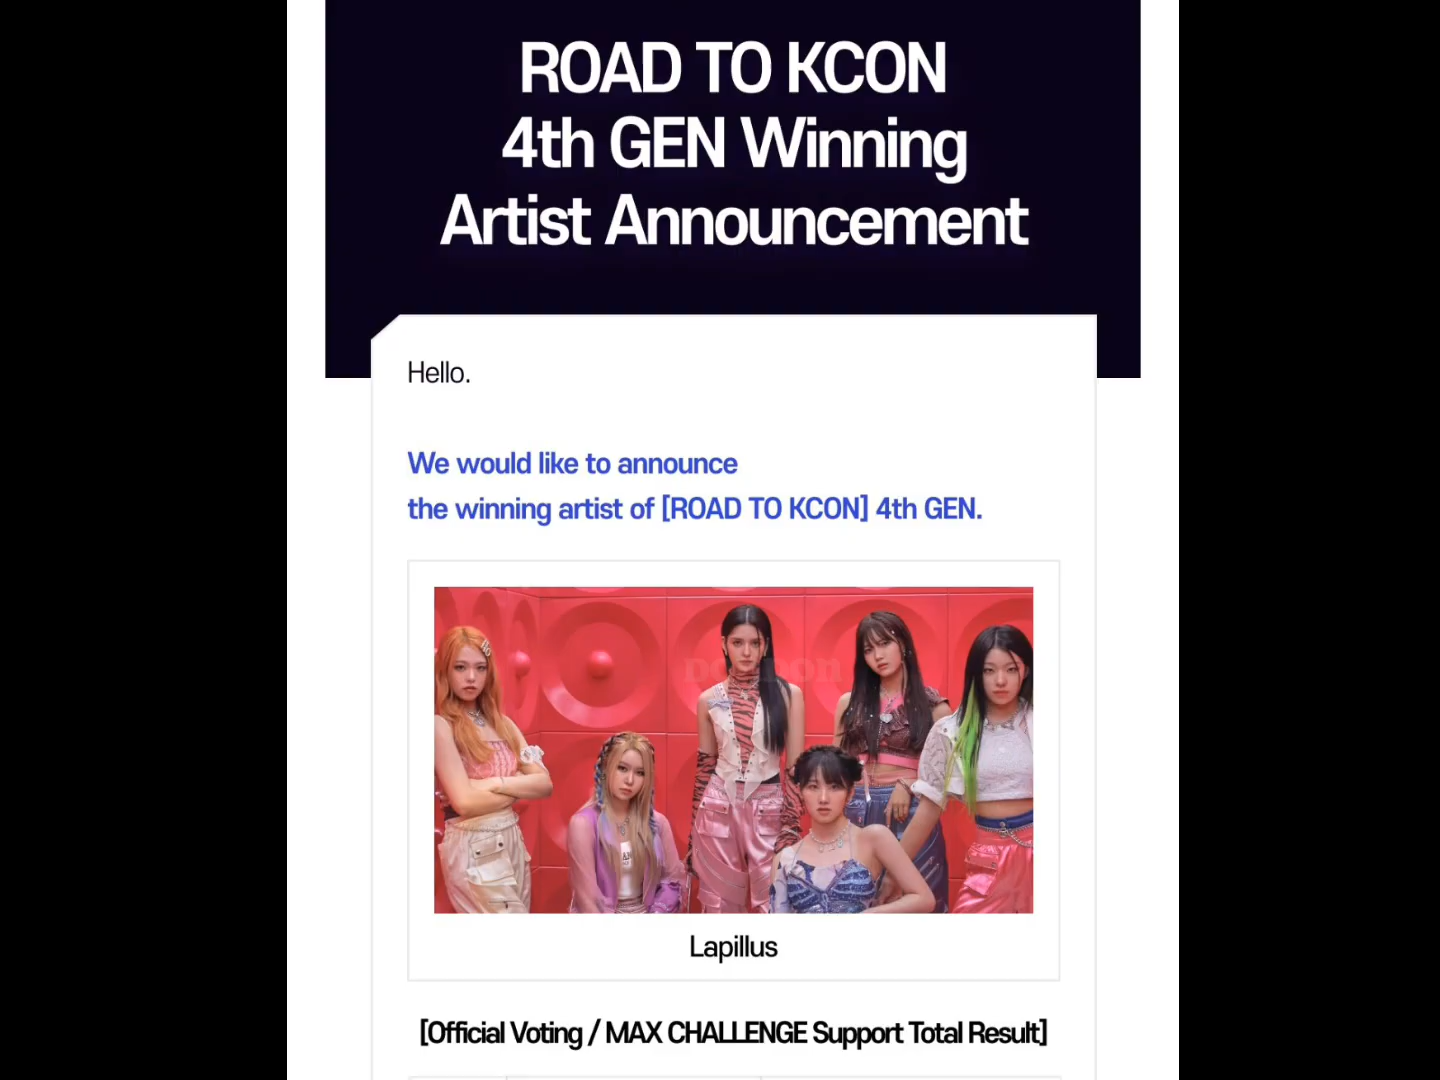 ROAD TO KCON
4th GEN Winning
Artist Announcement
Hello.
We would like to announce
the winning artist of [ROAD TO KCON] 4th GEN.
Lapillus
[Official Voting / MAX CHALLENGE Support Total Result]